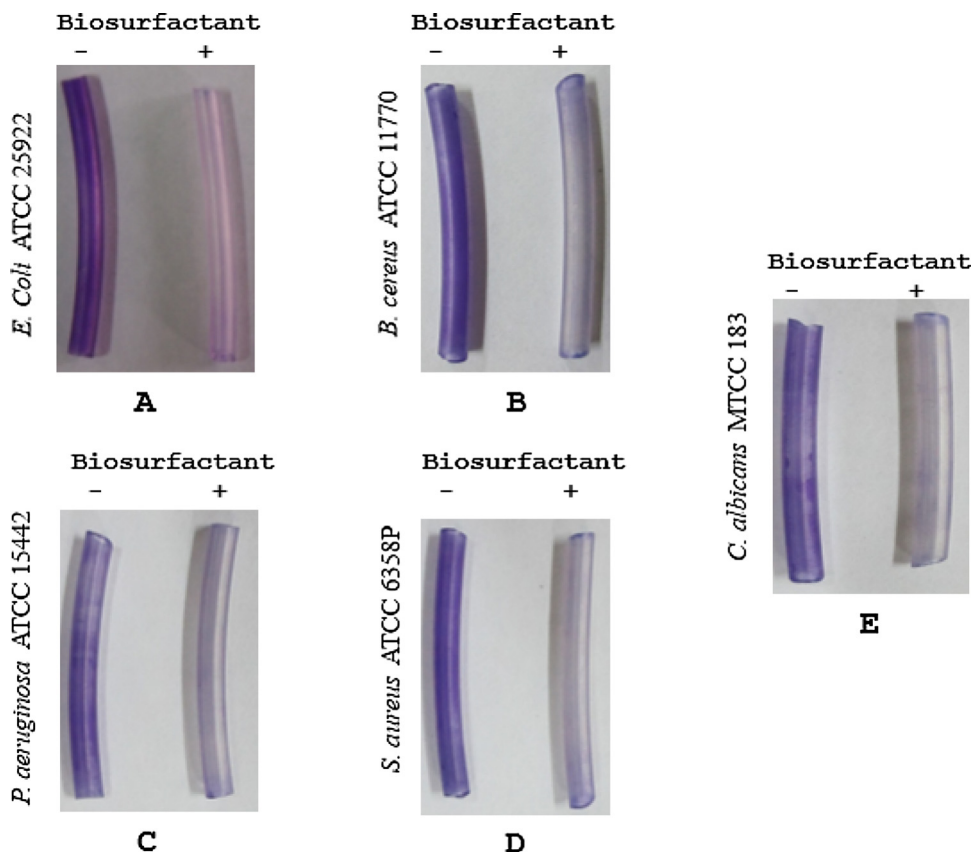 Biosurfactant
- +
E. Coli ATCC 25922
A
Biosurfactant
- +
B. cereus ATCC 11770
B
Biosurfactant
- +
P. aeruginosa ATCC 15442
C
Biosurfactant
- +
S. aureus ATCC 6358P
D
Biosurfactant
- +
C. albicans MTCC 183
E